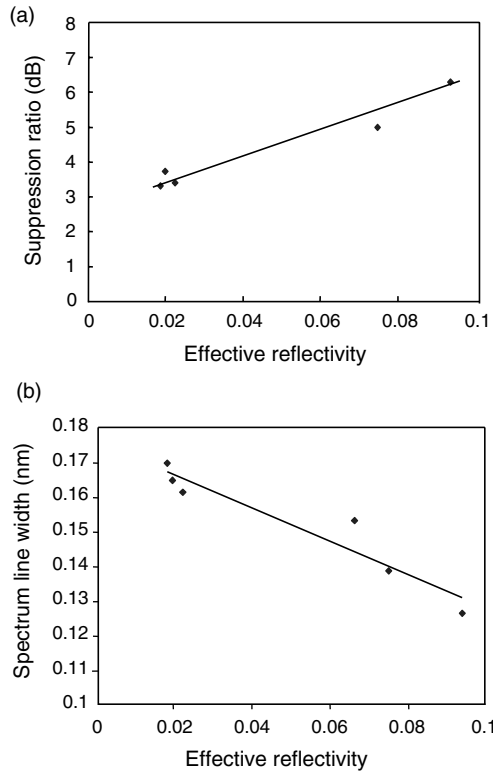 (a)
Suppression ratio (dB)
8
7
6
5
4
3
2
1
0
0 0.02 0.04 0.06 0.08 0.1
Effective reflectivity
(b)
Spectrum line width (nm)
0.18
0.17
0.16
0.15
0.14
0.13
0.12
0.11
0.1
0 0.02 0.04 0.06 0.08 0.1
Effective reflectivity